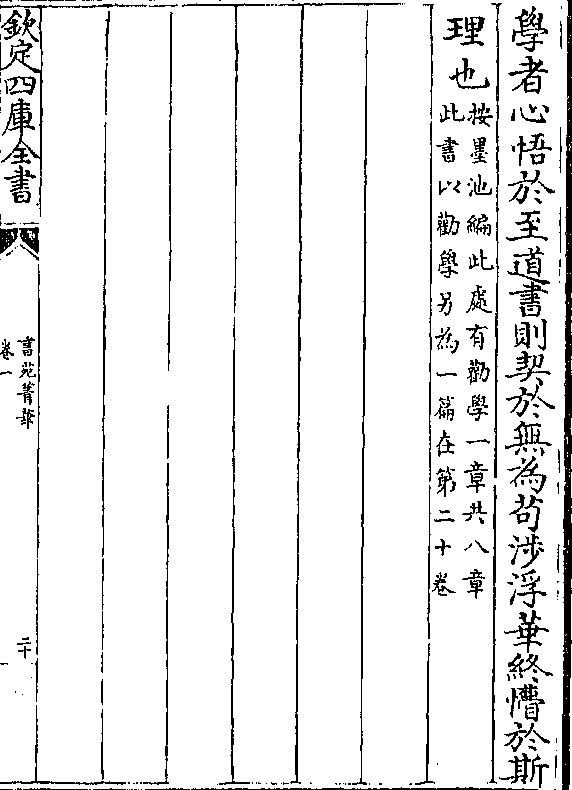 學者心悟於至道書則契於無為苟涉浮華終懵於斯
理也
按墨池編此處有勸學一章共八章
此書以勸學另為一篇在第二十卷
欽定四庫全書
書苑菁華
卷一
二十